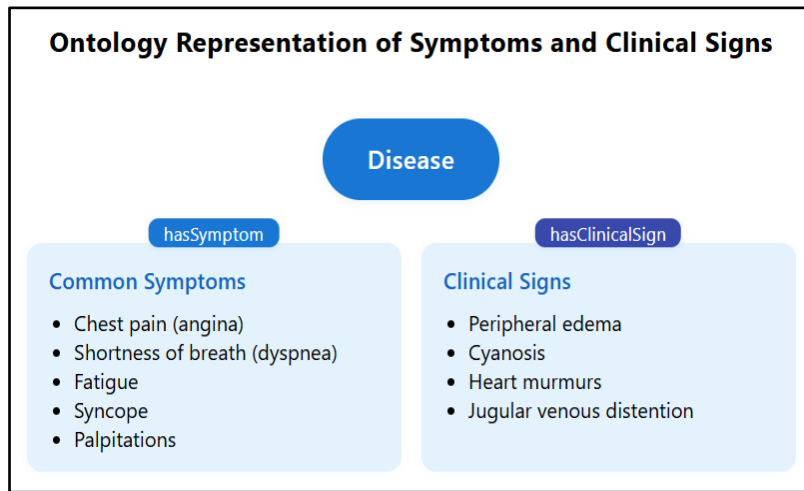 Ontology Representation of Symptoms and Clinical Signs
Disease
hasSymptom
Common Symptoms
• Chest pain (angina)
• Shortness of breath (dyspnea)
• Fatigue
• Syncope
• Palpitations
hasClinicalSign
Clinical Signs
• Peripheral edema
• Cyanosis
• Heart murmurs
• Jugular venous distention